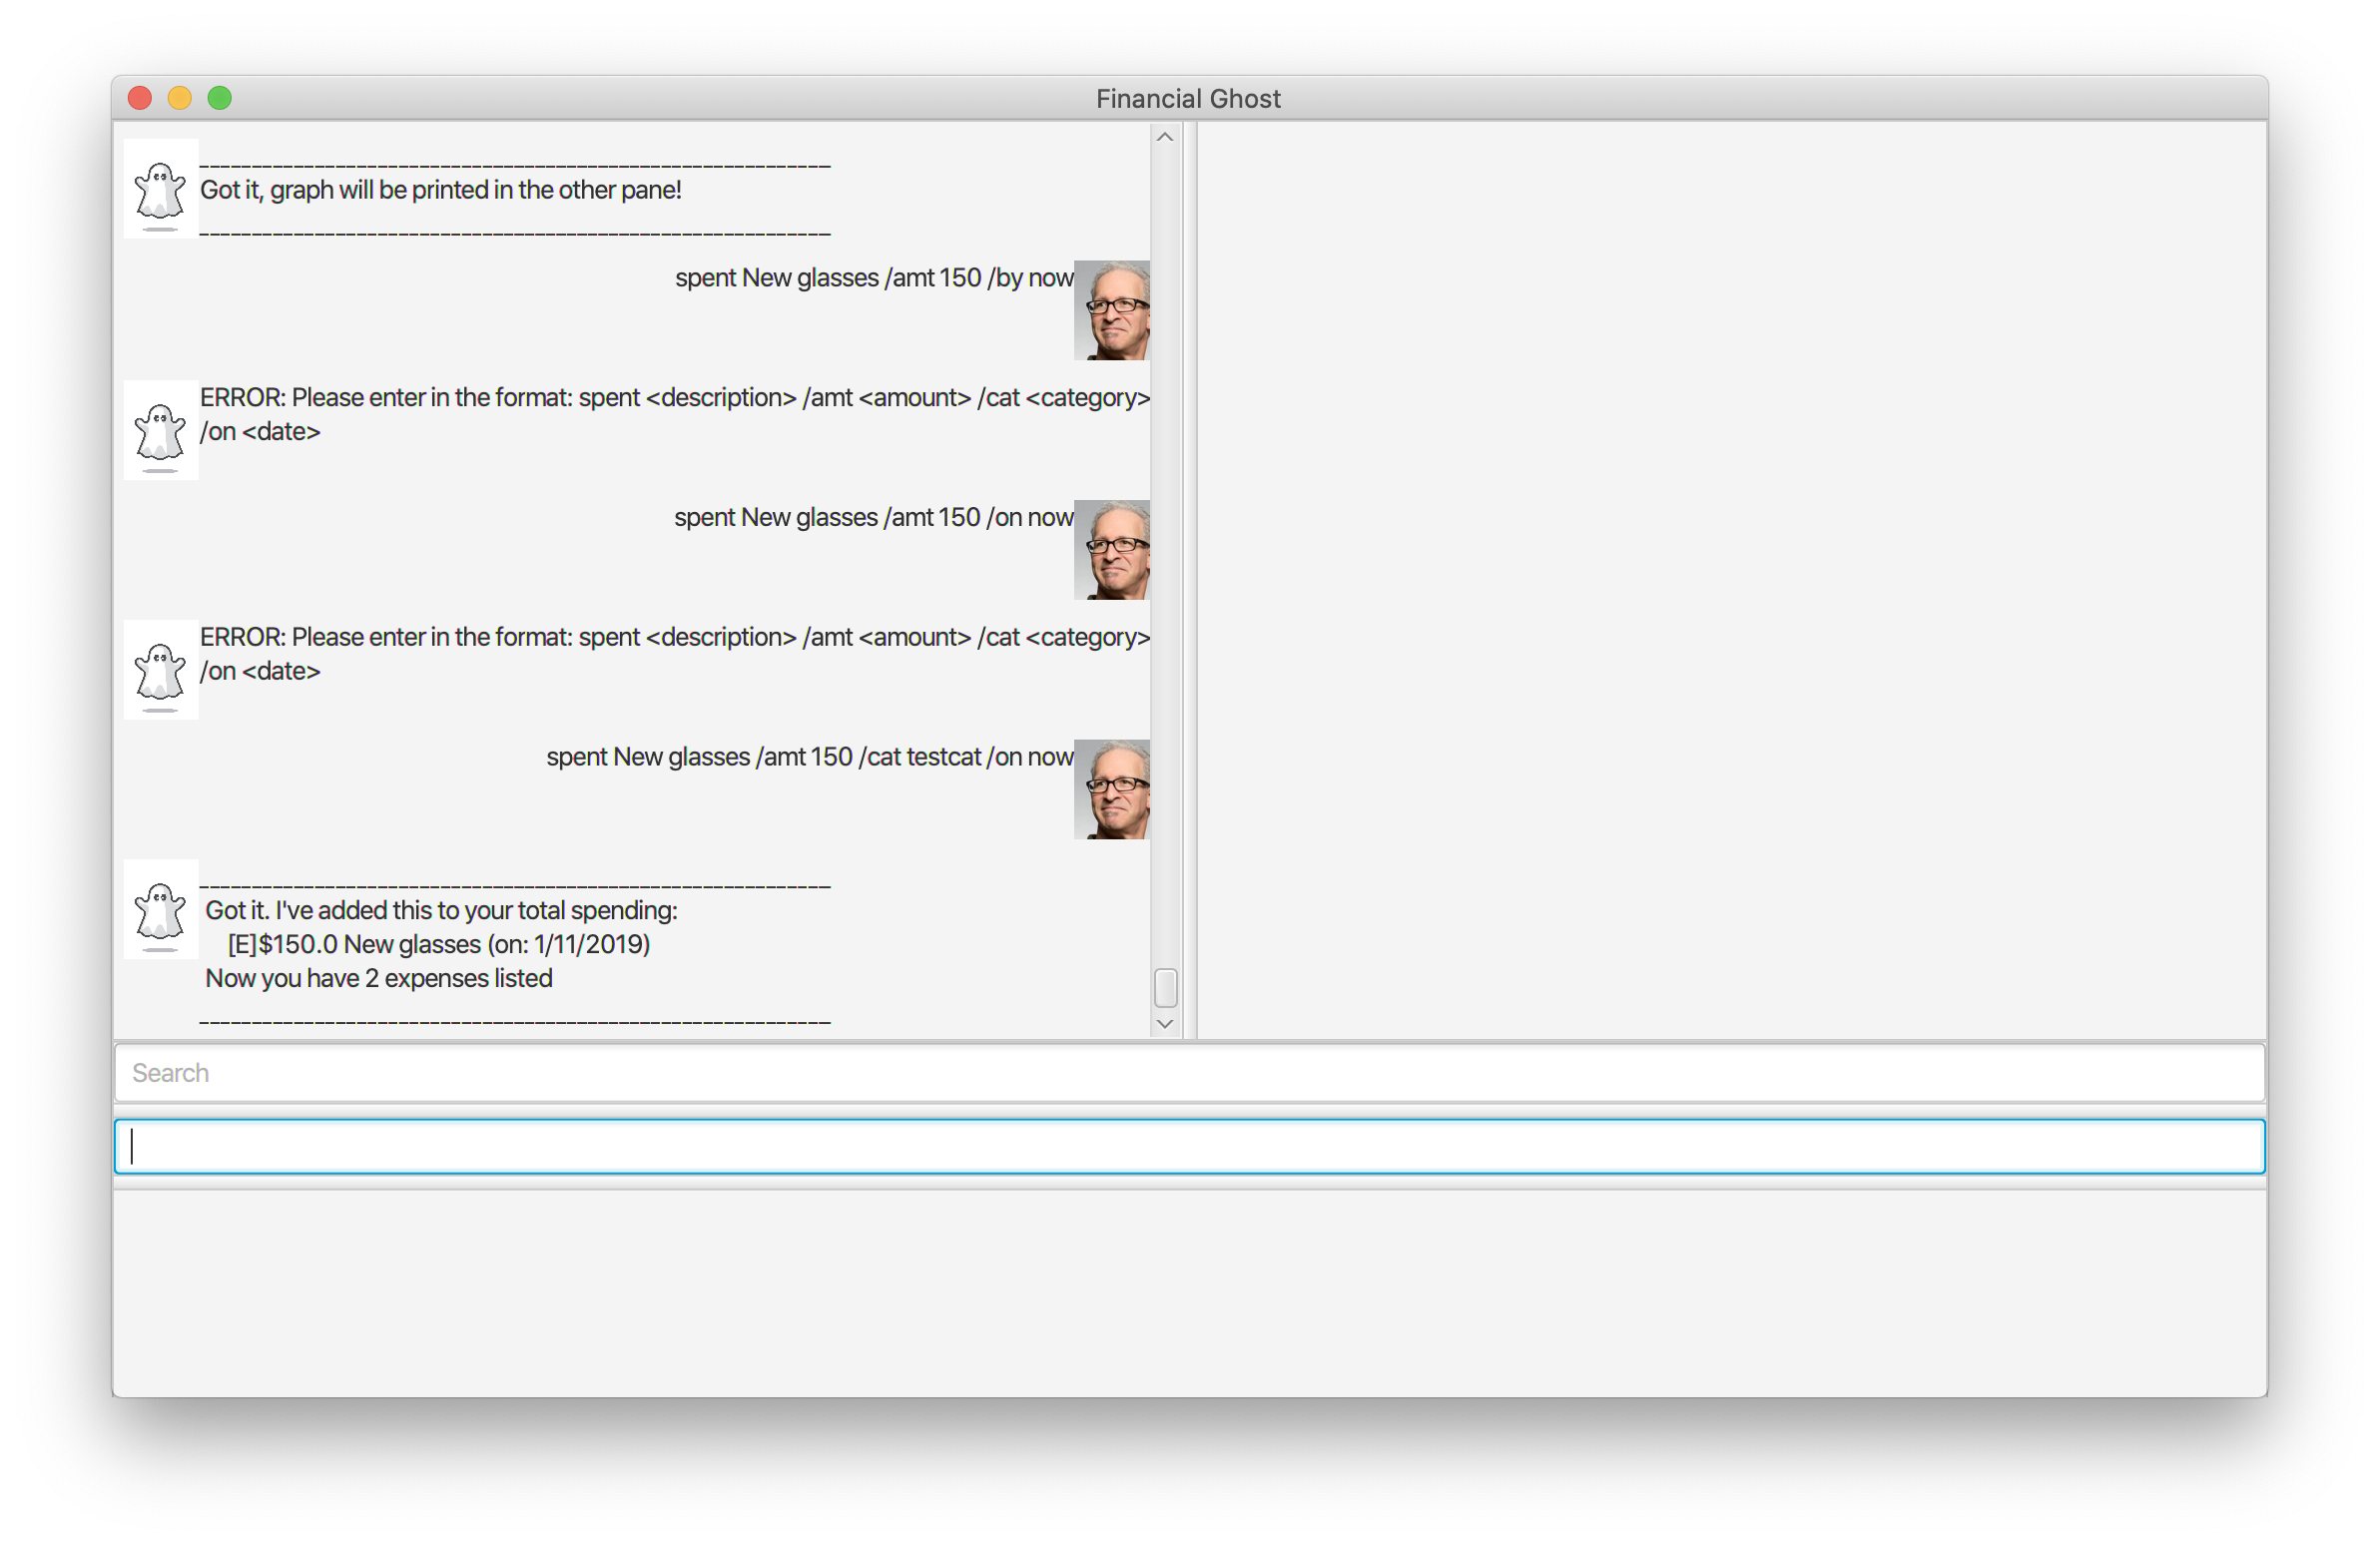 Financial Ghost
____________________________________________________________
Got it, graph will be printed in the other pane!
____________________________________________________________
spent New glasses /amt 150 /by now
ERROR: Please enter in the format: spent <description> /amt <amount> /cat <category>
/on <date>
spent New glasses /amt 150 /on now
ERROR: Please enter in the format: spent <description> /amt <amount> /cat <category>
/on <date>
spent New glasses /amt 150 /cat testcat /on now
____________________________________________________________
Got it. I've added this to your total spending:
[E]$150.0 New glasses (on: 1/11/2019)
Now you have 2 expenses listed
____________________________________________________________
Search